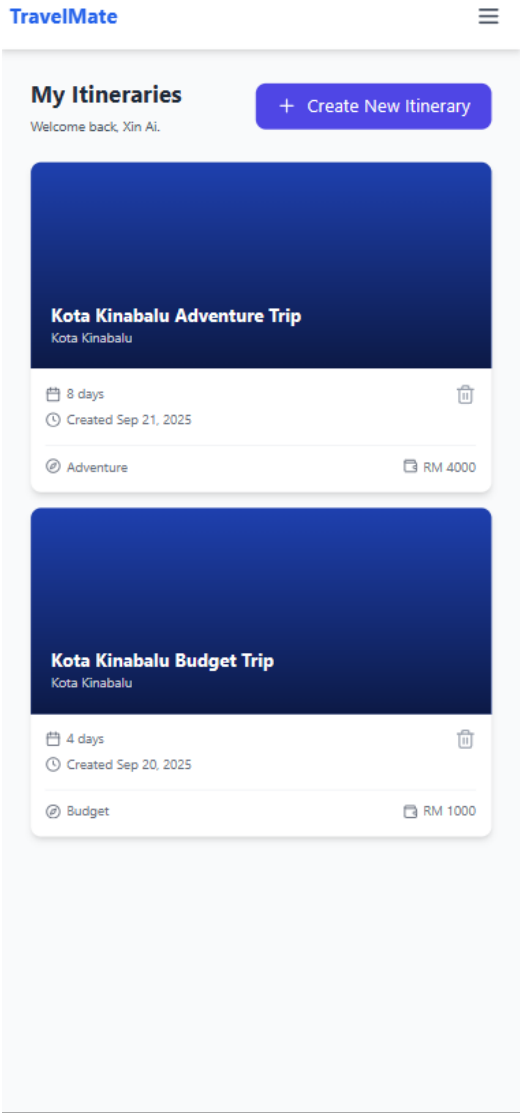 TravelMate
My Itineraries
Create New Itinerary
Welcome back, Xin Ai.
Kota Kinabalu Adventure Trip
Kota Kinabalu
8 days
Created Sep 21, 2025
Adventure
RM 4000
Kota Kinabalu Budget Trip
Kota Kinabalu
4 days
Created Sep 20, 2025
Budget
RM 1000